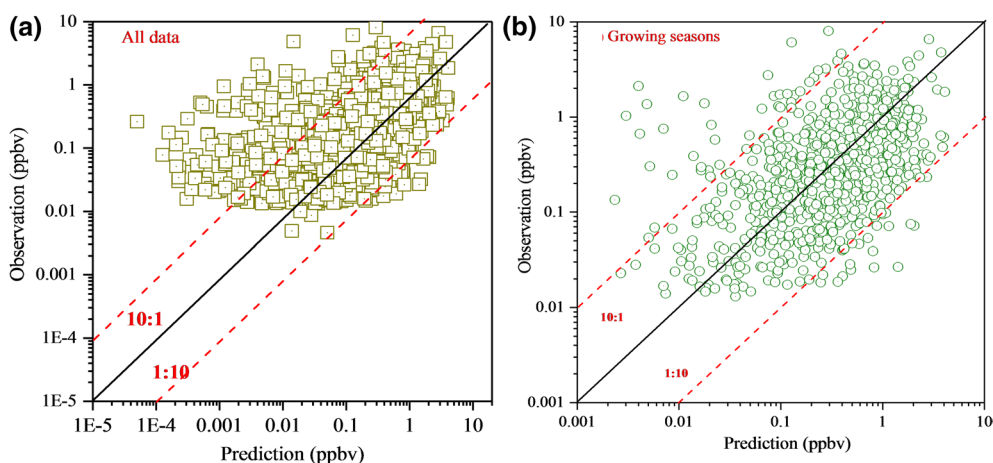 (a)
All data
10
1
0.1
0.01
0.001
1E-4
1E-5
Observation (ppbv)
10:1
1:10
1E-5 1E-4 0.001 0.01 0.1 1 10
Prediction (ppbv)
(b)
) Growing seasons
10
1
0.1
0.01
0.001
Observation (ppbv)
10:1
1:10
0.001 0.01 0.1 1 10
Prediction (ppbv)